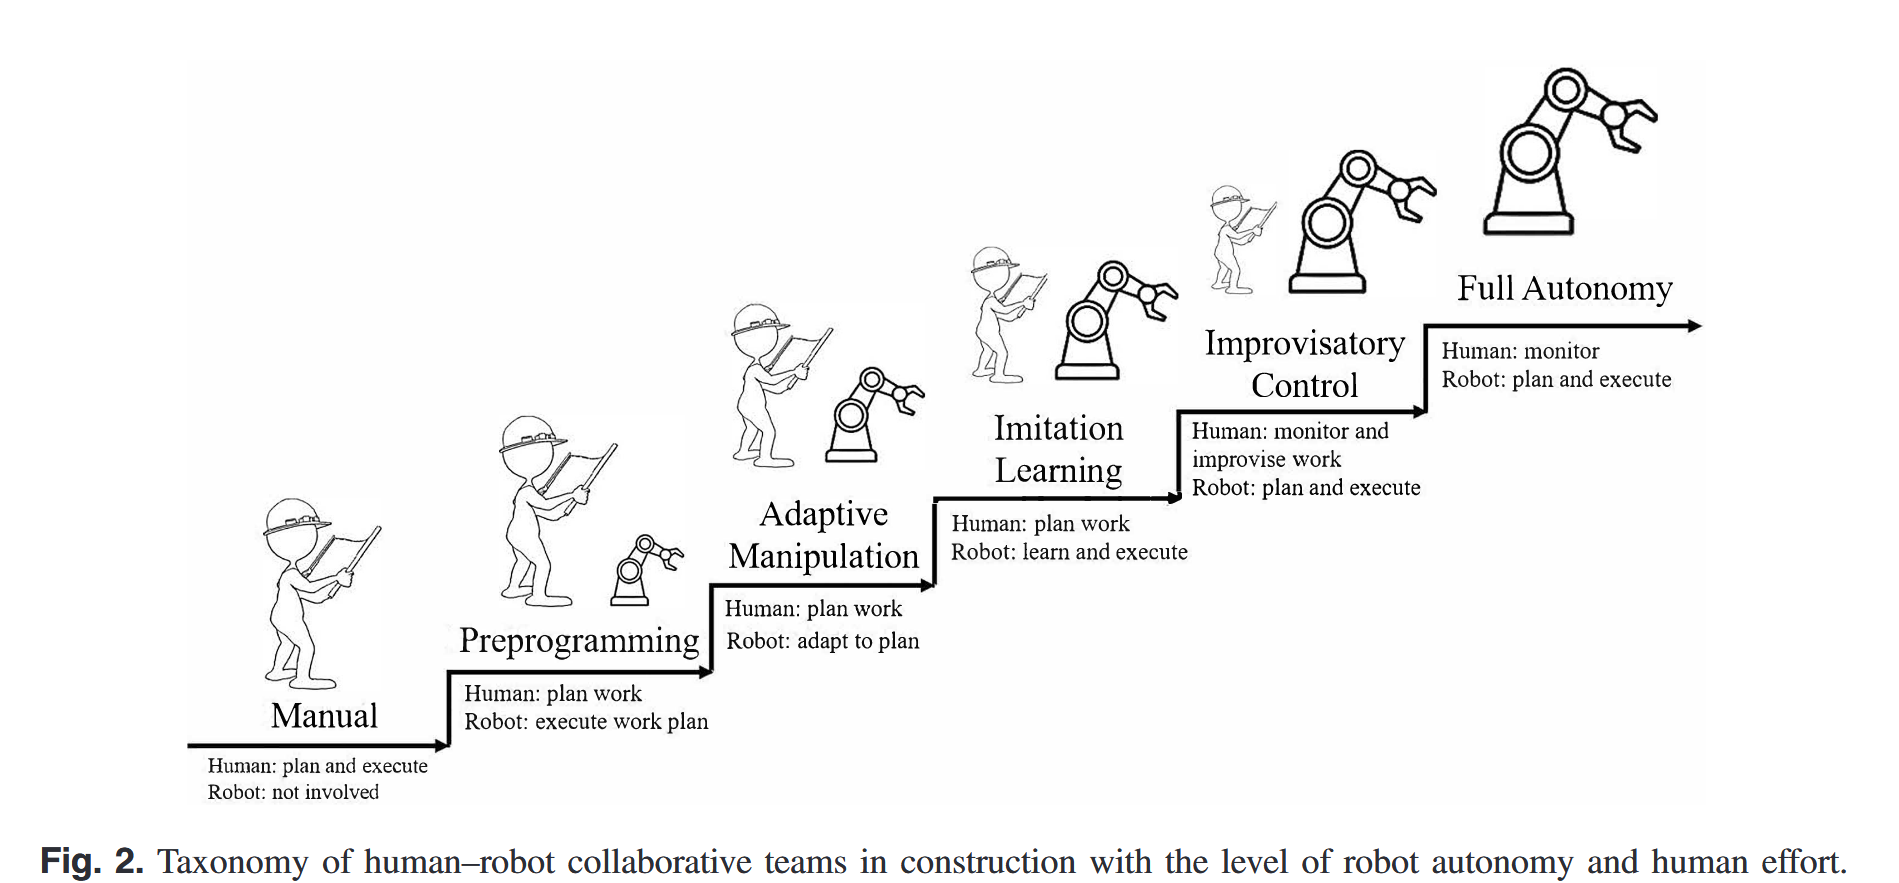 Full Autonomy
Human: monitor
Robot: plan and execute
Improvisatory
Control
Human: monitor and
improvise work
Robot: plan and execute
Imitation
Learning
Human: plan work
Robot: learn and execute
Adaptive
Manipulation
Human: plan work
Robot: adapt to plan
Preprogramming
Human: plan work
Robot: execute work plan
Manual
Human: plan and execute
Robot: not involved
Fig. 2. Taxonomy of human–robot collaborative teams in construction with the level of robot autonomy and human effort.